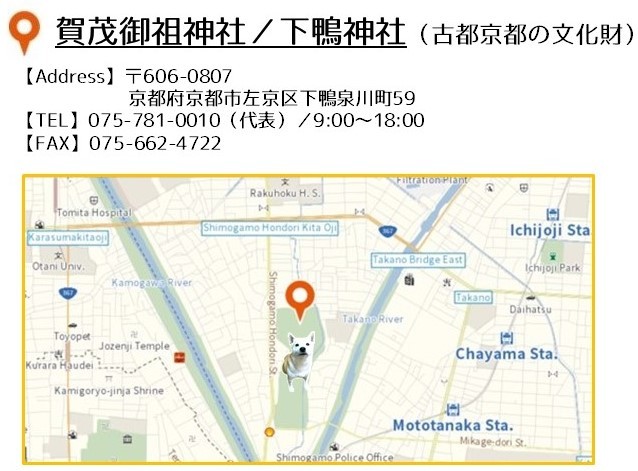 賀茂御祖神社／下鴨神社（古都京都の文化財）
【Address】〒606-0807
京都府京都市左京区下鴨泉川町59
【TEL】075-781-0010（代表）／9:00～18:00
【FAX】075-662-4722
Filtration Plant
Rakuhoku H. S.
Tomita Hospital
Karasumakitaoji
Shimogamo Hondori Kita Oji
367
Ichijoji Sta
Otani Univ.
Takano Bridge East
Ichijoji Park
367
Kamogawa River
Shimogamo Hondori St
Takano
Daihatsu
Takano River
Toyopet
Jozenji Temple
Kurara Haudei
Chayama Sta.
Kamigoryo-jinja Shrine
Mototanaka Sta.
Mikage-dori St.
Shimogamo Police Office